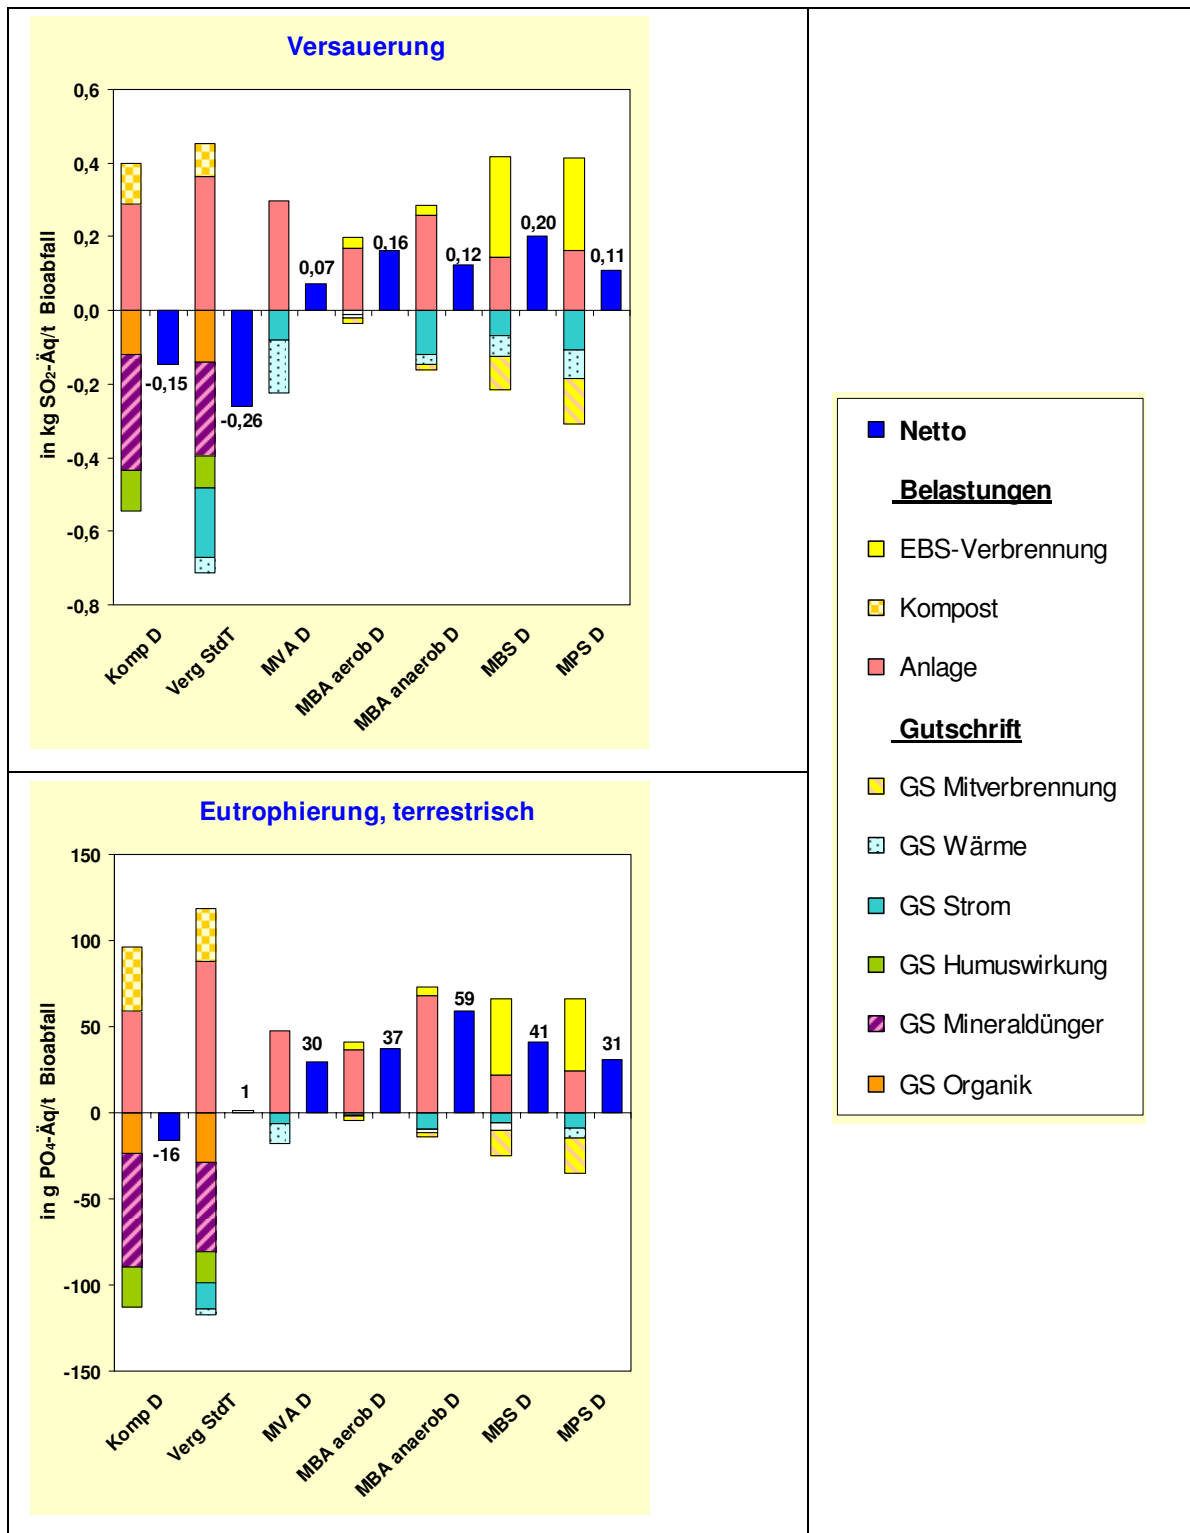 Versauerung
in kg SO₂-Äq/t Bioabfall
0,6
0,4
0,2
0,0
-0,2
-0,4
-0,6
-0,8
-0,15
-0,26
0,07
0,16
0,12
0,20
0,11
Komp D
Verg StdT
MVA D
MBA aerob D
MBA anaerob D
MBS D
MPS D
Eutrophierung, terrestrisch
in g PO₄-Äq/t Bioabfall
150
100
50
0
-50
-100
-150
-16
1
30
37
59
41
31
Komp D
Verg StdT
MVA D
MBA aerob D
MBA anaerob D
MBS D
MPS D
Netto
Belastungen
EBS-Verbrennung
Kompost
Anlage
Gutschrift
GS Mitverbrennung
GS Wärme
GS Strom
GS Humuswirkung
GS Mineraldünger
GS Organik